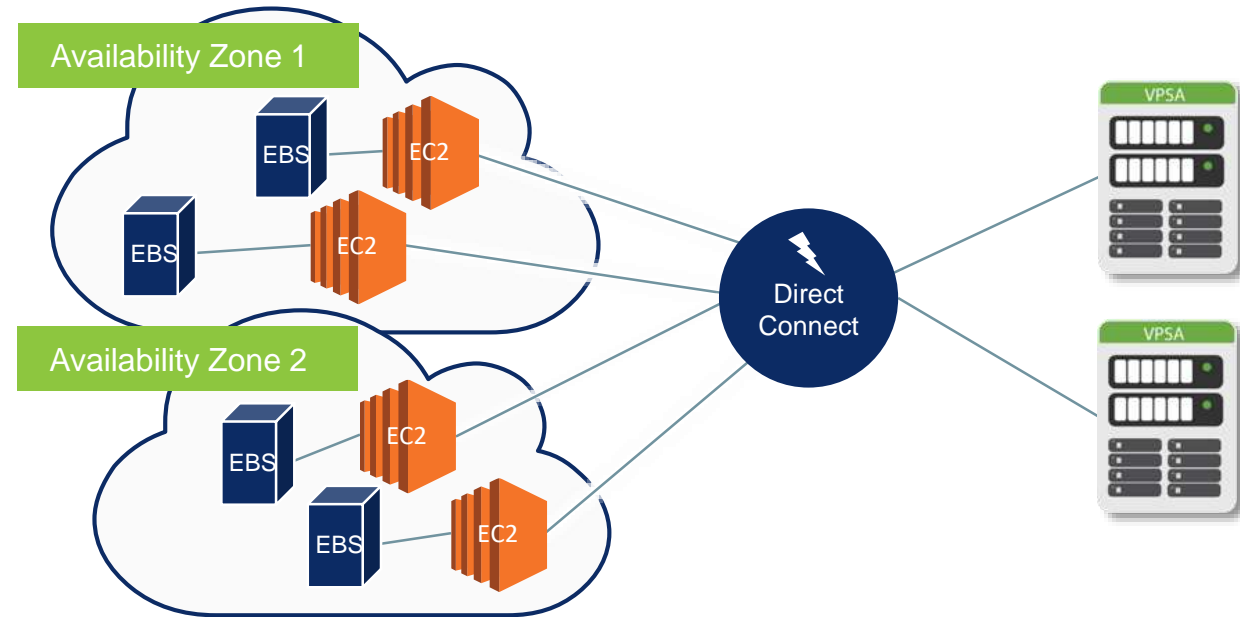 Availability Zone 1
EBS
EC2
EBS
EC2
Availability Zone 2
EBS
EC2
EBS
EC2
Direct
Connect
VPSA
VPSA